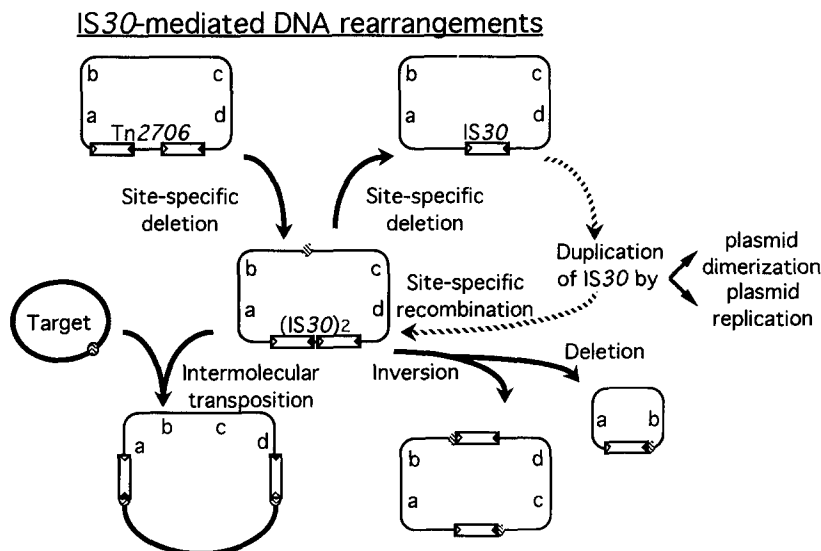 IS30-mediated DNA rearrangements
b c
a d
Tn2706
b c
a d
IS30
Site-specific
deletion
Site-specific
deletion
Duplication
of IS30 by
plasmid
dimerization
plasmid
replication
b c
a d
(IS30)2
Site-specific
recombination
Target
Intermolecular
transposition
Inversion
Deletion
a b
b c
a d
b d
a c